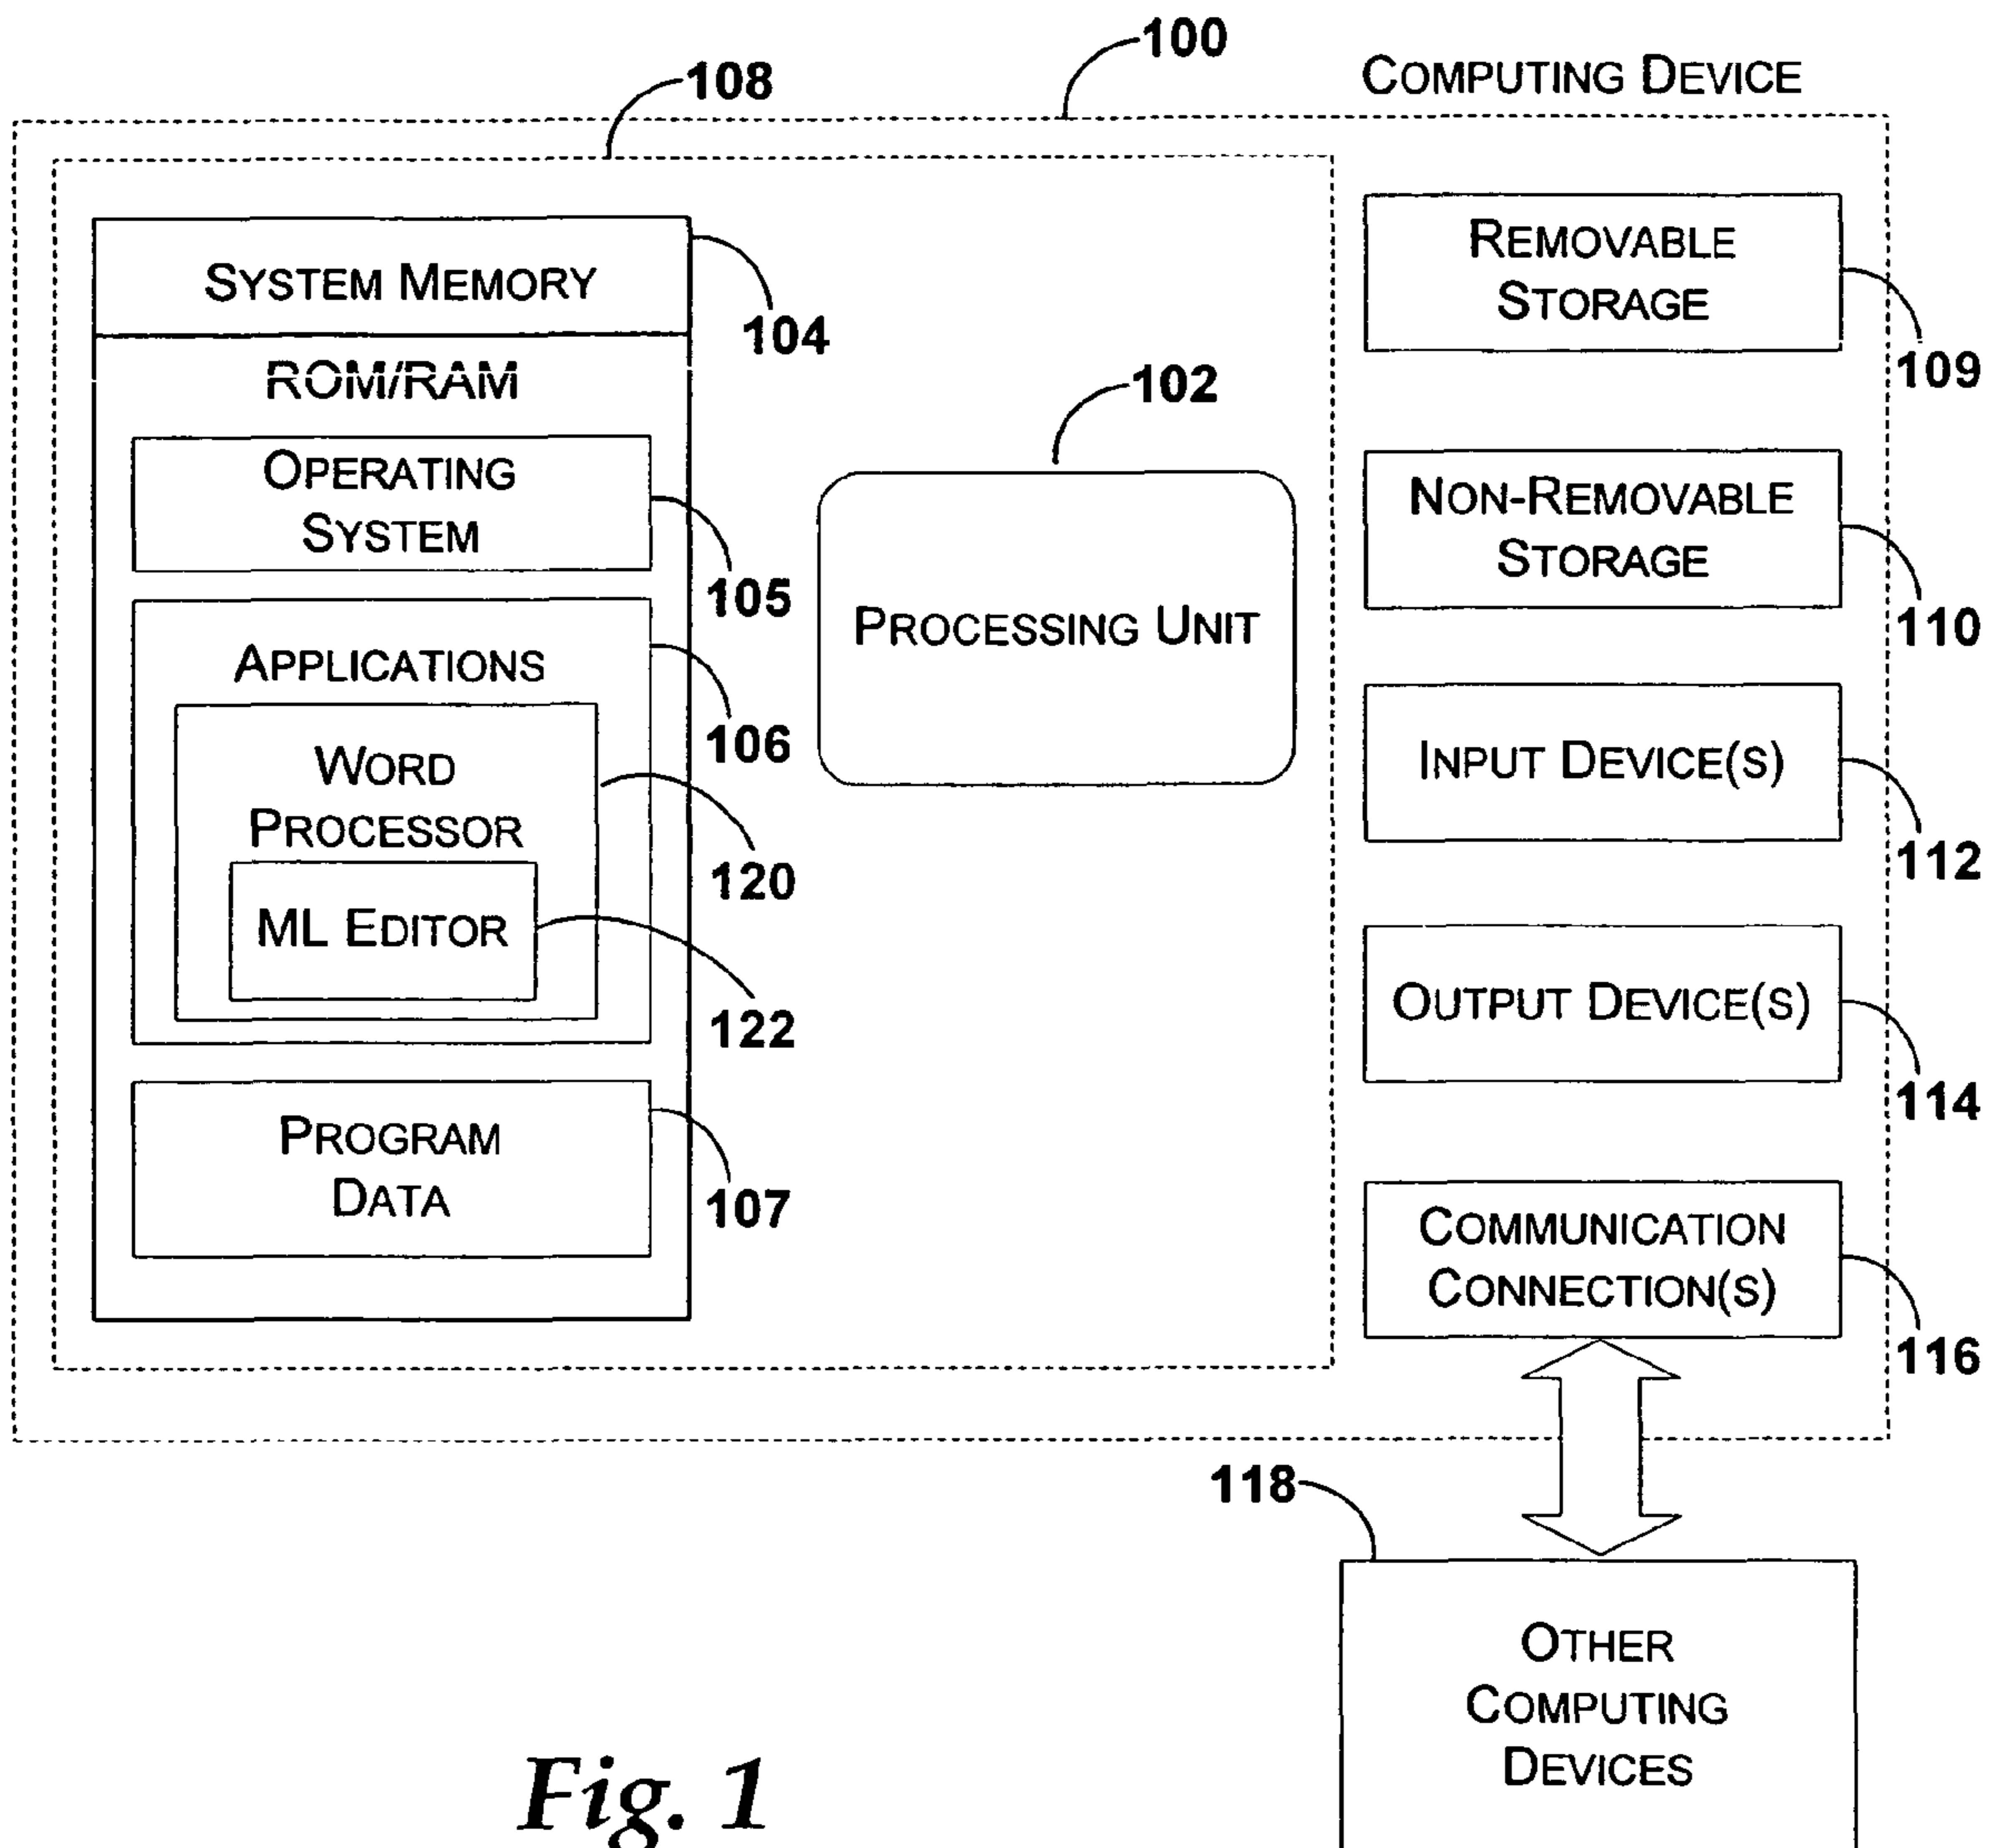 100
COMPUTING DEVICE
108
SYSTEM MEMORY
104
ROM/RAM
OPERATING
SYSTEM
105
APPLICATIONS
106
WORD
PROCESSOR
120
ML EDITOR
122
PROGRAM
DATA
107
102
PROCESSING UNIT
REMOVABLE
STORAGE
109
NON-REMOVABLE
STORAGE
110
INPUT DEVICE(S)
112
OUTPUT DEVICE(S)
114
COMMUNICATION
CONNECTION(S)
116
118
OTHER
COMPUTING
DEVICES
Fig. 1